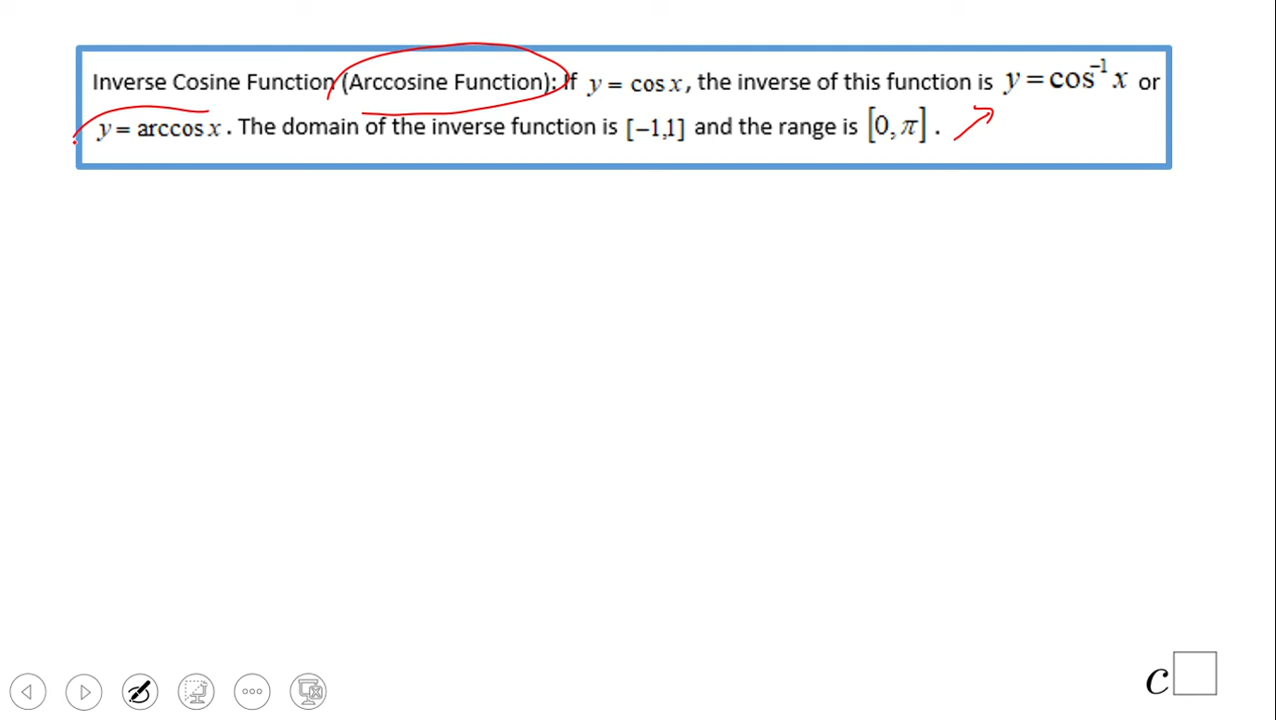 Inverse Cosine Function (Arccosine Function): If y = cos x, the inverse of this function is y = cos⁻¹ x or
y = arccos x. The domain of the inverse function is [−1,1] and the range is [0, π].
c